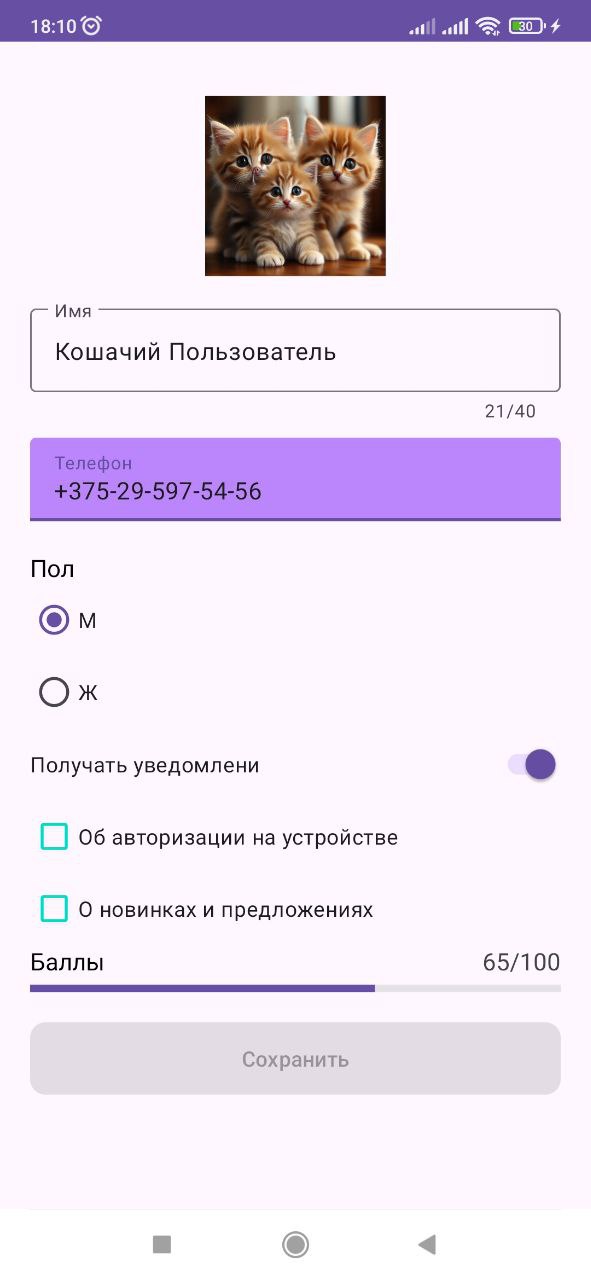 18:10
30
Имя
Кошачий Пользователь
21/40
Телефон
+375-29-597-54-56
Пол
М
Ж
Получать уведомлени
Об авторизации на устройстве
О новинках и предложениях
Баллы 65/100
Сохранить